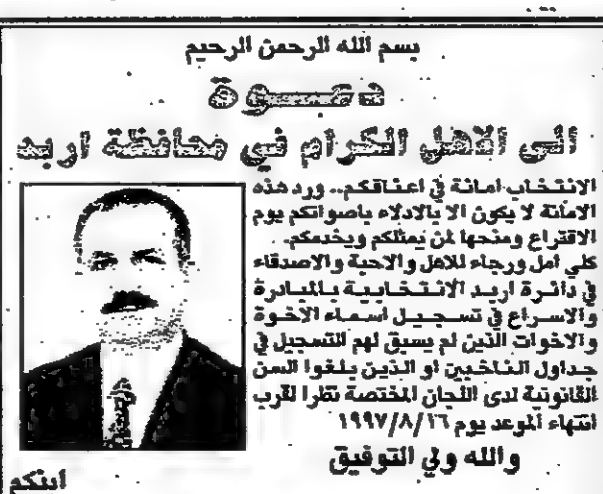 بسم الله الرحمن الرحيم
دعوة
الى الاهل الكرام في محافظة اربد
الانتخاب امانة في اعناقكم.. ورد هذه
الامانة لا يكون الا بالادلاء باصواتكم يوم
الاقتراع ومنحها لمن يمثلكم ويخدمكم.
كلي امل ورجاء للاهل والاحبة والاصدقاء
في دائرة اربد الانتخابية بالمبادرة
والاسراع في تسجيل اسماء الاخوة
والاخوات الذين لم يسبق لهم التسجيل في
جداول الناخبين او الذين بلغوا السن
القانونية لدى اللجان المختصة نظرا لقرب
انتهاء الموعد يوم ١٩٩٧/٨/١٦
والله ولي التوفيق
ابنكم